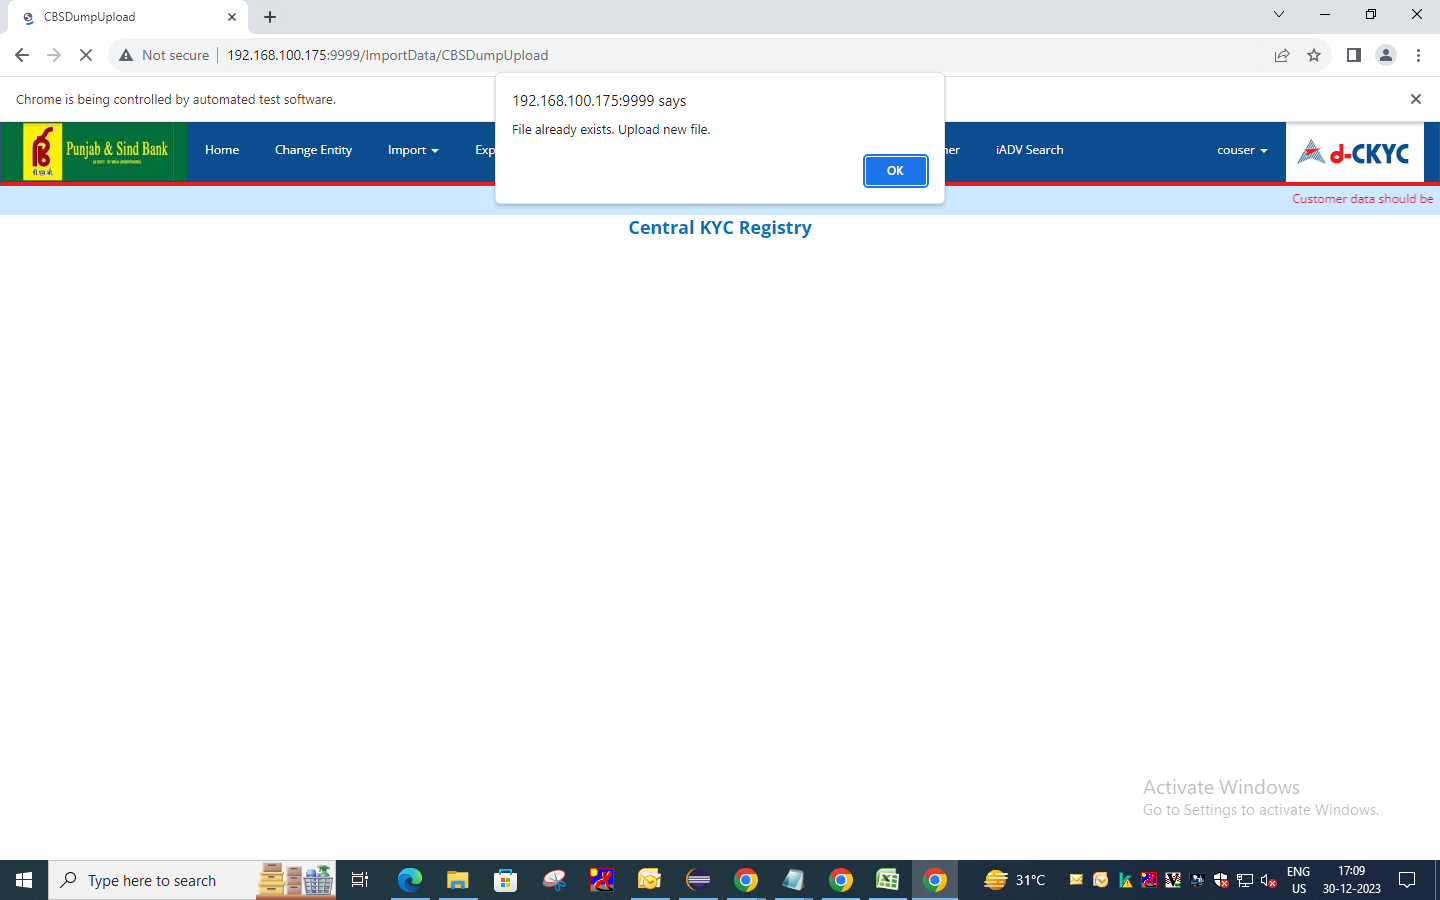 CBSDumpUpload
Not secure
192.168.100.175:9999/ImportData/CBSDumpUpload
Chrome is being controlled by automated test software.
192.168.100.175:9999 says
File already exists. Upload new file.
OK
पी.एस.बी.
Punjab & Sind Bank
Home
Change Entity
Import
Exp
ner
iADV Search
couser
d-CKYC
Customer data should be
Central KYC Registry
Activate Windows
Go to Settings to activate Windows.
Type here to search
31°C
ENG
US
17:09
30-12-2023